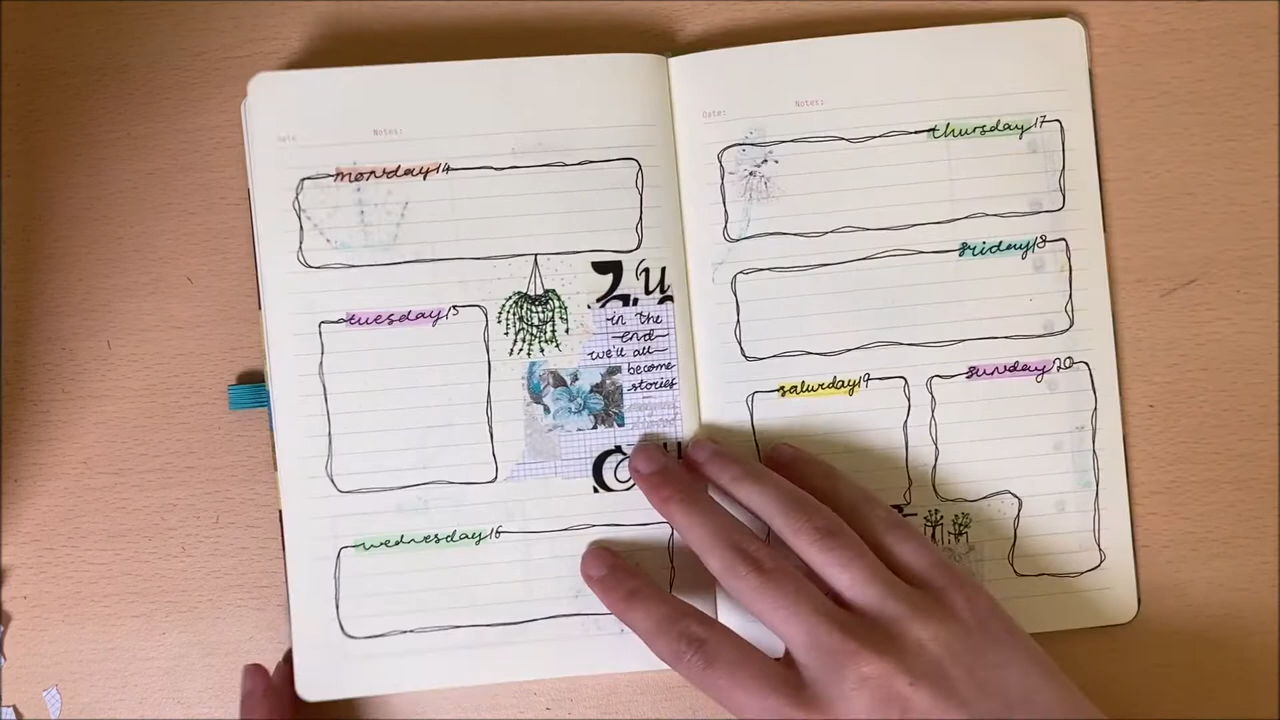 Date
Notes:
monday 14
tuesday 15
in the
end
we'll all
become
stories
wednesday 16
Date:
Notes:
thursday 17
friday 18
saturday 19
sunday 20